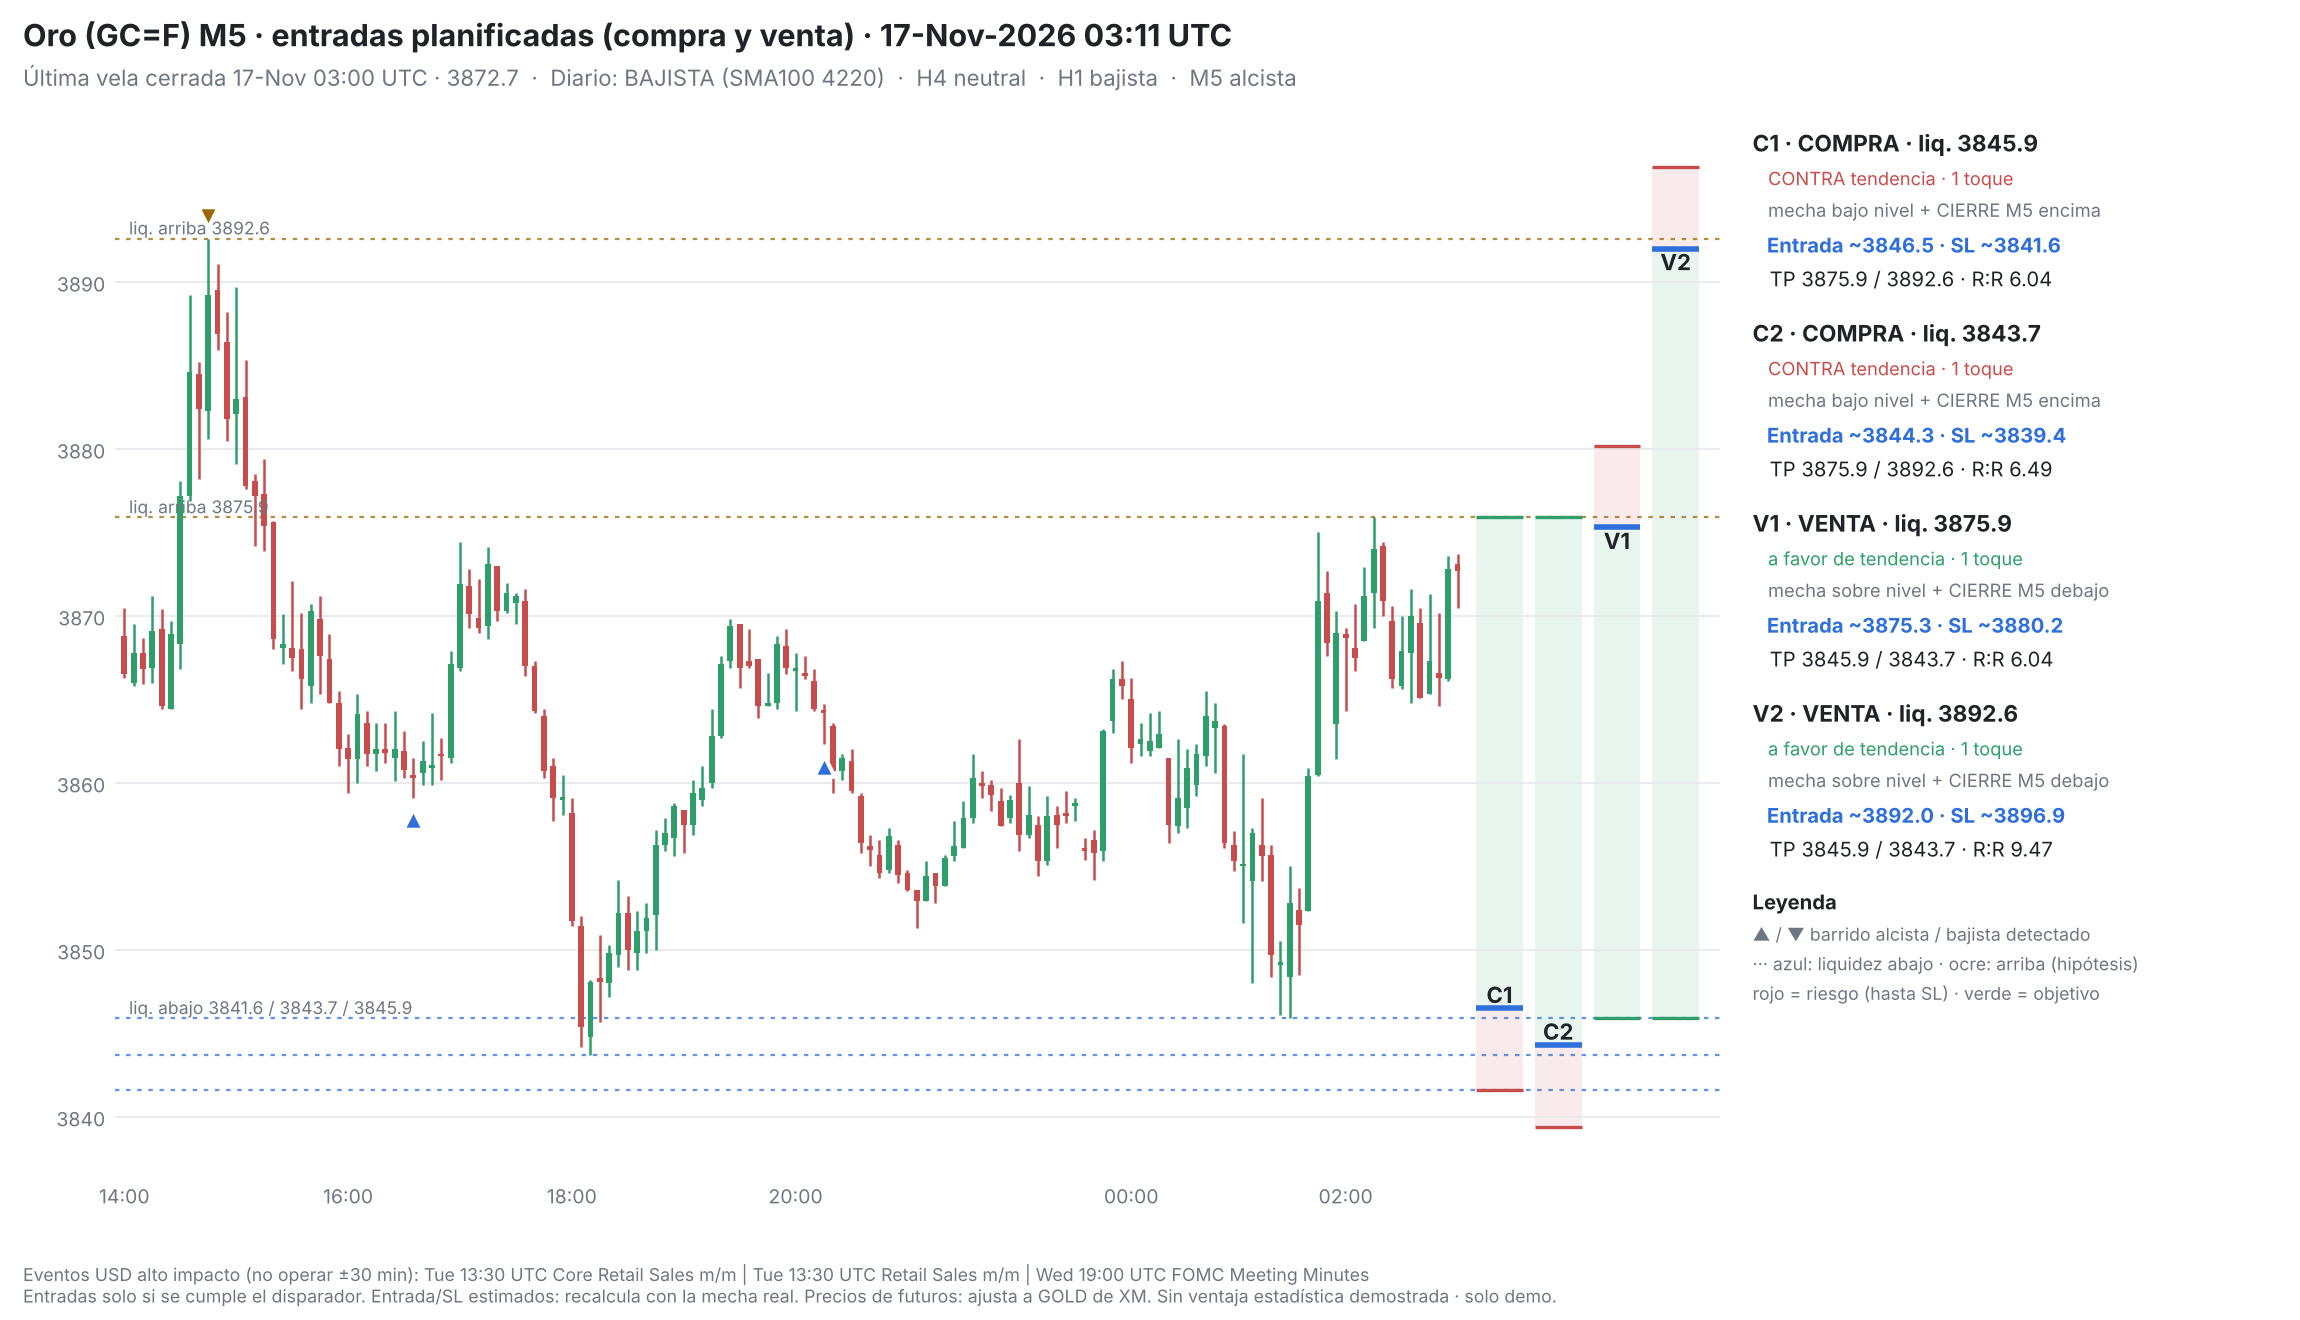 Oro (GC=F) M5 · entradas planificadas (compra y venta) · 17-Nov-2026 03:11 UTC
Última vela cerrada 17-Nov 03:00 UTC · 3872.7 · Diario: BAJISTA (SMA100 4220) · H4 neutral · H1 bajista · M5 alcista
liq. arriba 3892.6
3890
3880
liq. arriba 3875.9
3870
3860
3850
liq. abajo 3841.6 / 3843.7 / 3845.9
3840
14:00
16:00
18:00
20:00
00:00
02:00
C1
C2
V1
V2
C1 · COMPRA · liq. 3845.9
CONTRA tendencia · 1 toque
mecha bajo nivel + CIERRE M5 encima
Entrada ~3846.5 · SL ~3841.6
TP 3875.9 / 3892.6 · R:R 6.04
C2 · COMPRA · liq. 3843.7
CONTRA tendencia · 1 toque
mecha bajo nivel + CIERRE M5 encima
Entrada ~3844.3 · SL ~3839.4
TP 3875.9 / 3892.6 · R:R 6.49
V1 · VENTA · liq. 3875.9
a favor de tendencia · 1 toque
mecha sobre nivel + CIERRE M5 debajo
Entrada ~3875.3 · SL ~3880.2
TP 3845.9 / 3843.7 · R:R 6.04
V2 · VENTA · liq. 3892.6
a favor de tendencia · 1 toque
mecha sobre nivel + CIERRE M5 debajo
Entrada ~3892.0 · SL ~3896.9
TP 3845.9 / 3843.7 · R:R 9.47
Leyenda
▲ / ▼ barrido alcista / bajista detectado
··· azul: liquidez abajo · ocre: arriba (hipótesis)
rojo = riesgo (hasta SL) · verde = objetivo
Eventos USD alto impacto (no operar ±30 min): Tue 13:30 UTC Core Retail Sales m/m | Tue 13:30 UTC Retail Sales m/m | Wed 19:00 UTC FOMC Meeting Minutes
Entradas solo si se cumple el disparador. Entrada/SL estimados: recalcula con la mecha real. Precios de futuros: ajusta a GOLD de XM. Sin ventaja estadística demostrada · solo demo.